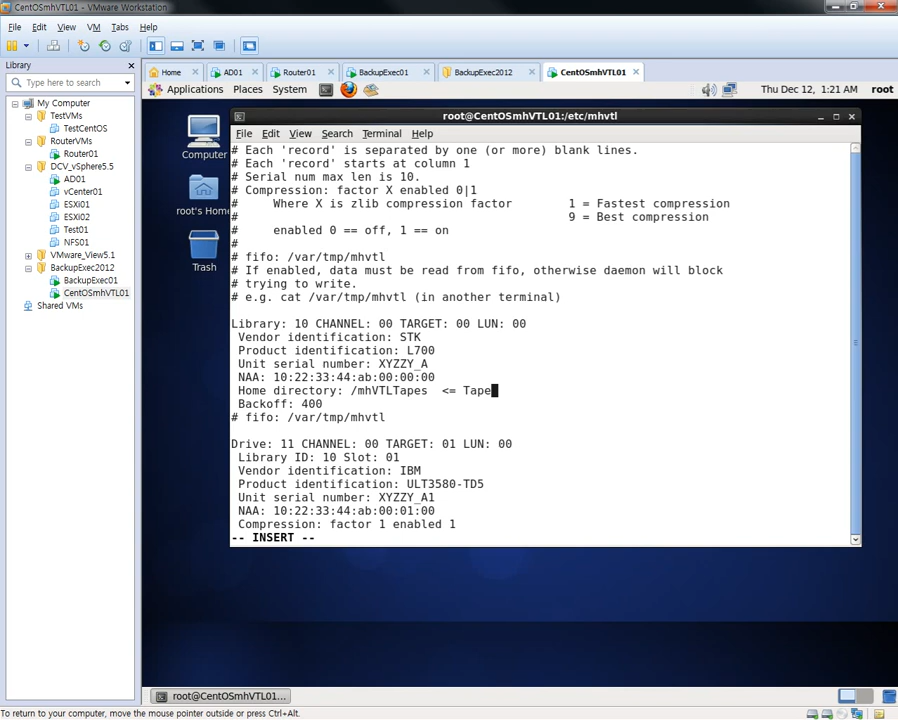 CentOSmhVTL01 - VMware Workstation
File Edit View VM Tabs Help
Library
Type here to search
My Computer
TestVMs
TestCentOS
RouterVMs
Router01
DCV_vSphere5.5
AD01
vCenter01
ESXi01
ESXi02
Test01
NFS01
VMware_View5.1
BackupExec2012
BackupExec01
CentOSmhVTL01
Shared VMs
Home AD01 Router01 BackupExec01 BackupExec2012 CentOSmhVTL01
Applications Places System Thu Dec 12, 1:21 AM root
Computer
root's Home
Trash
root@CentOSmhVTL01:/etc/mhvtl
File Edit View Search Terminal Help
# Each 'record' is separated by one (or more) blank lines.
# Each 'record' starts at column 1
# Serial num max len is 10.
# Compression: factor X enabled 0|1
#     Where X is zlib compression factor        1 = Fastest compression
#                                               9 = Best compression
#     enabled 0 == off, 1 == on
#
# fifo: /var/tmp/mhvtl
# If enabled, data must be read from fifo, otherwise daemon will block
# trying to write.
# e.g. cat /var/tmp/mhvtl (in another terminal)
Library: 10 CHANNEL: 00 TARGET: 00 LUN: 00
Vendor identification: STK
Product identification: L700
Unit serial number: XYZZY_A
NAA: 10:22:33:44:ab:00:00:00
Home directory: /mhVTLTapes  <= Tape
Backoff: 400
# fifo: /var/tmp/mhvtl
Drive: 11 CHANNEL: 00 TARGET: 01 LUN: 00
Library ID: 10 Slot: 01
Vendor identification: IBM
Product identification: ULT3580-TD5
Unit serial number: XYZZY_A1
NAA: 10:22:33:44:ab:00:01:00
Compression: factor 1 enabled 1
-- INSERT --
root@CentOSmhVTL01:/...
To return to your computer, move the mouse pointer outside or press Ctrl+Alt.